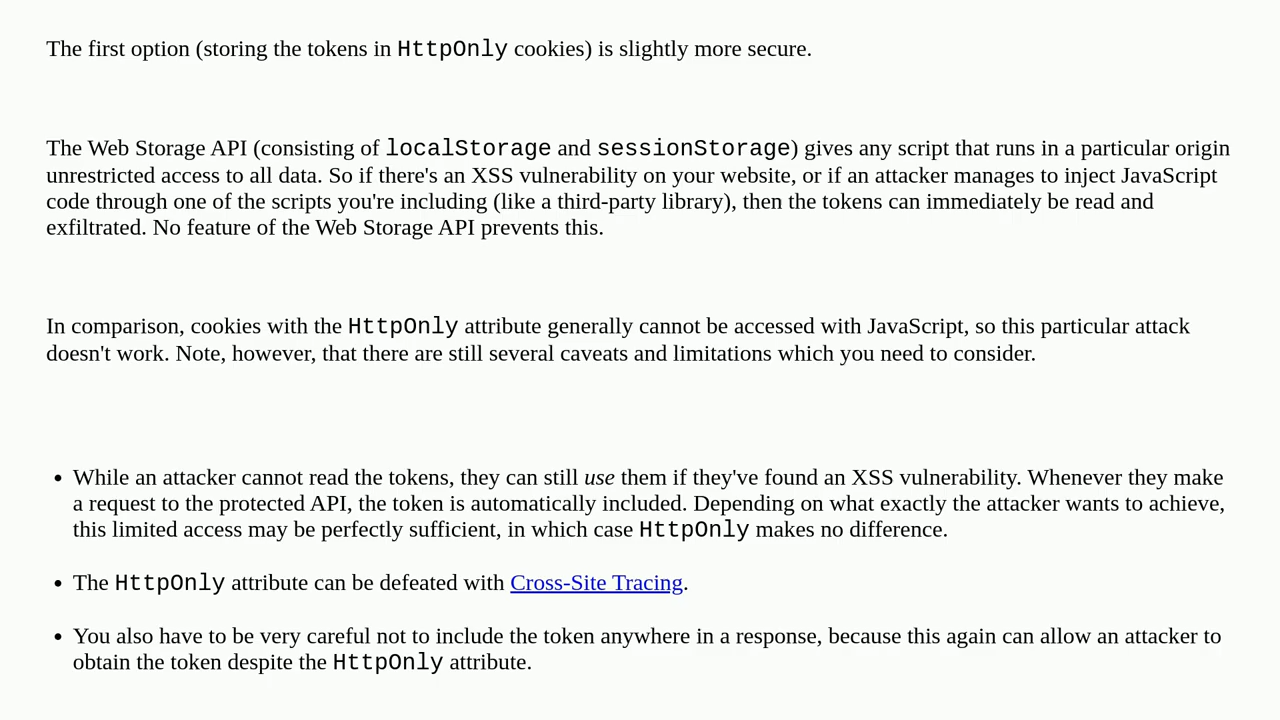 The first option (storing the tokens in HttpOnly cookies) is slightly more secure.
The Web Storage API (consisting of localStorage and sessionStorage) gives any script that runs in a particular origin
unrestricted access to all data. So if there's an XSS vulnerability on your website, or if an attacker manages to inject JavaScript
code through one of the scripts you're including (like a third-party library), then the tokens can immediately be read and
exfiltrated. No feature of the Web Storage API prevents this.
In comparison, cookies with the HttpOnly attribute generally cannot be accessed with JavaScript, so this particular attack
doesn't work. Note, however, that there are still several caveats and limitations which you need to consider.
• While an attacker cannot read the tokens, they can still use them if they've found an XSS vulnerability. Whenever they make
a request to the protected API, the token is automatically included. Depending on what exactly the attacker wants to achieve,
this limited access may be perfectly sufficient, in which case HttpOnly makes no difference.
• The HttpOnly attribute can be defeated with Cross-Site Tracing.
• You also have to be very careful not to include the token anywhere in a response, because this again can allow an attacker to
obtain the token despite the HttpOnly attribute.